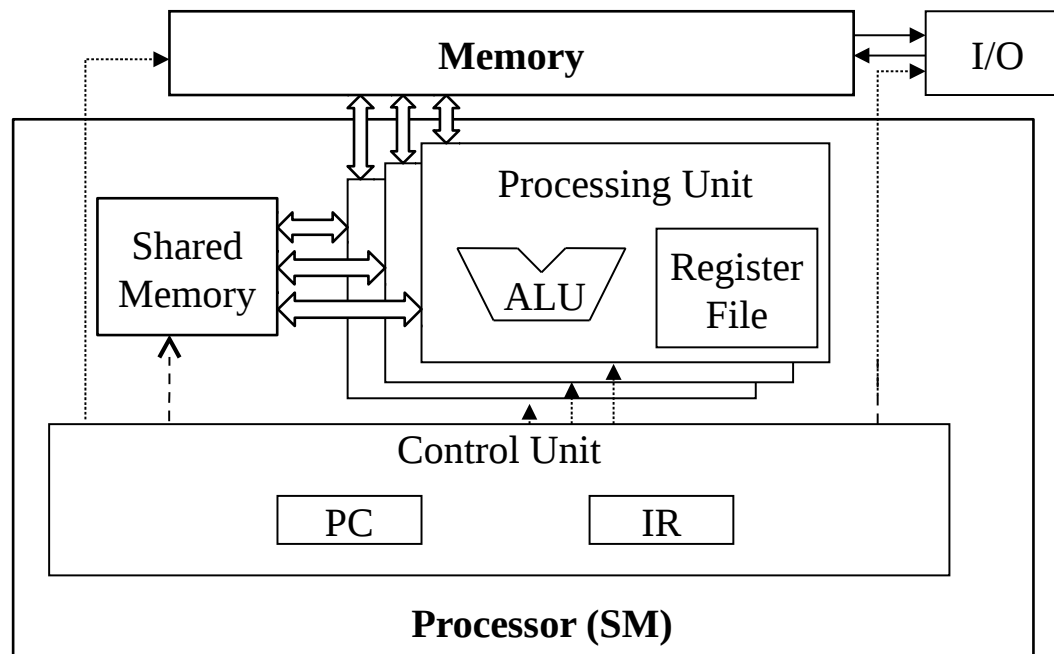 Memory
I/O
Processing Unit
Shared
Memory
ALU
Register
File
Control Unit
PC
IR
Processor (SM)